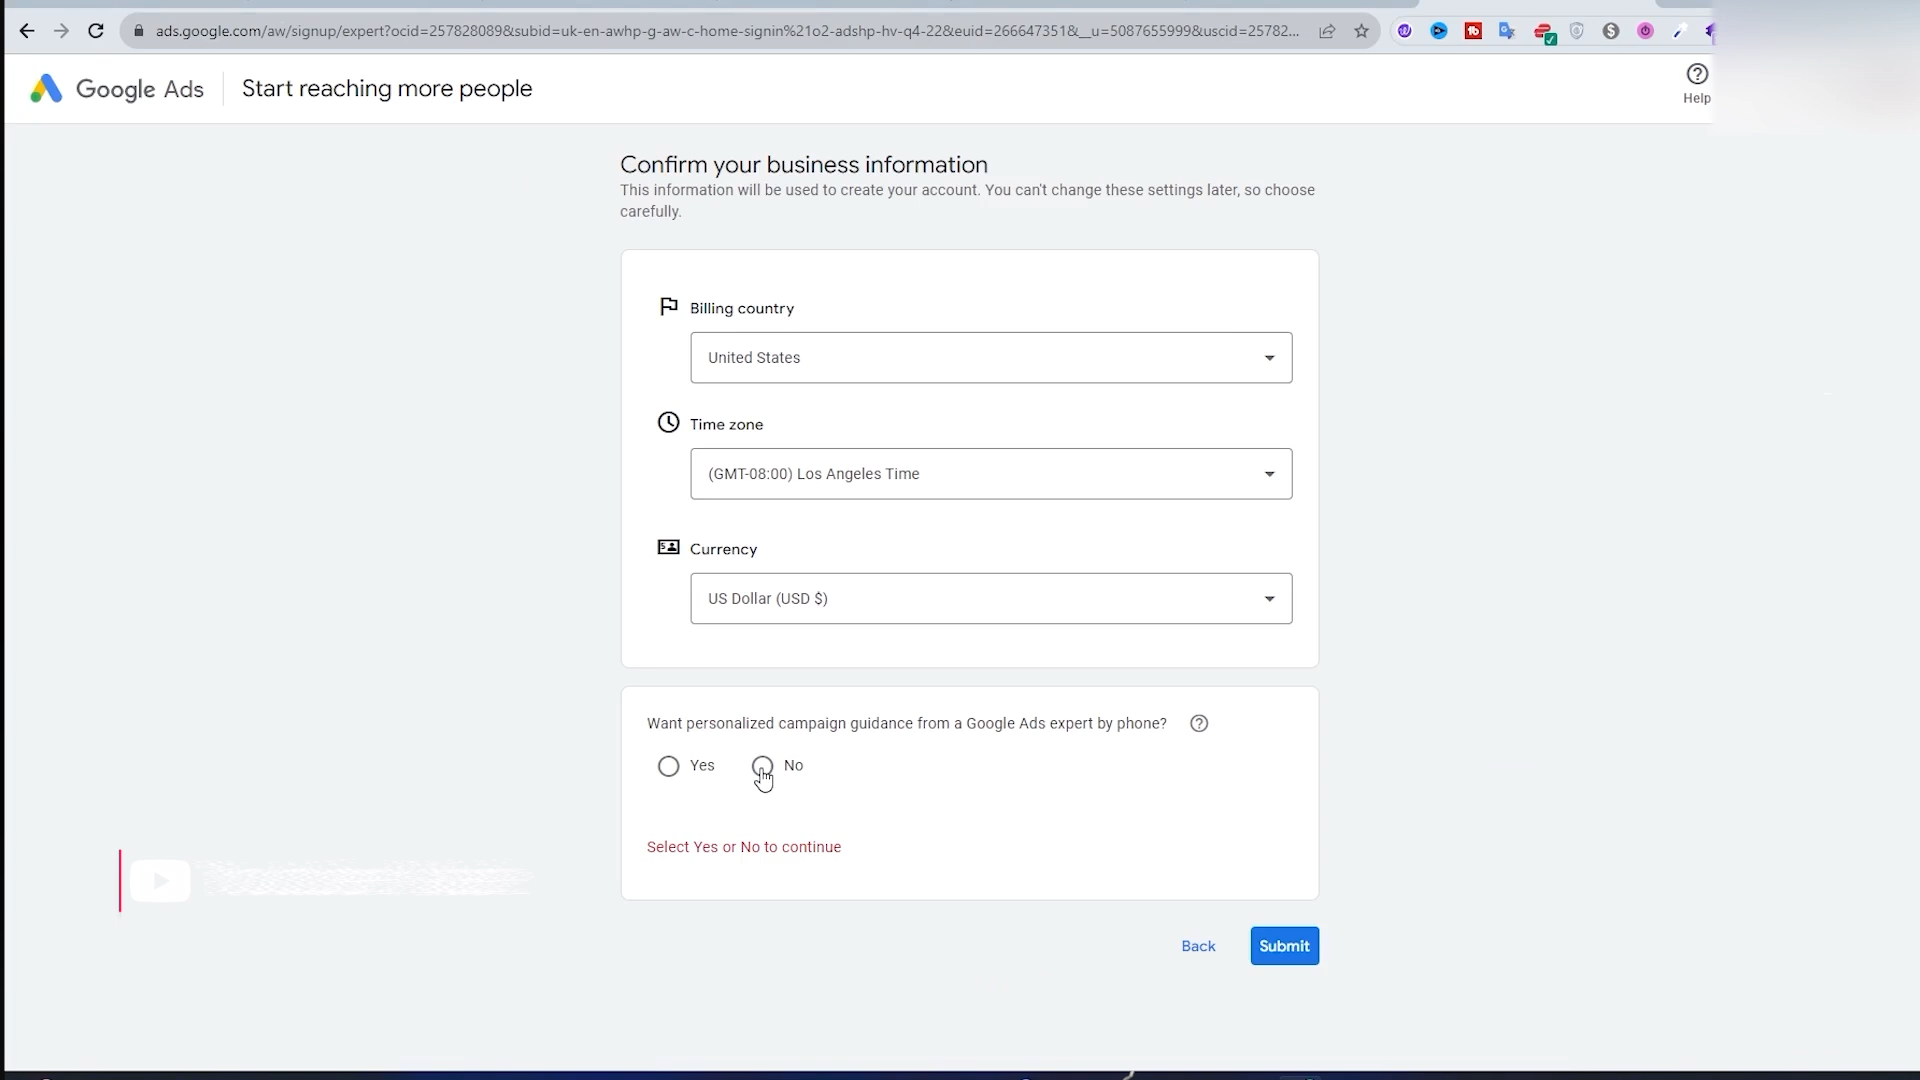 ads.google.com/aw/signup/expert?ocid=257828089&subid=uk-en-awhp-g-aw-c-home-signin%21o2-adshp-hv-q4-22&euid=266647351&__u=5087655999&uscid=25782...
Google Ads
Start reaching more people
Help
Confirm your business information
This information will be used to create your account. You can't change these settings later, so choose
carefully.
Billing country
United States
Time zone
(GMT-08:00) Los Angeles Time
Currency
US Dollar (USD $)
Want personalized campaign guidance from a Google Ads expert by phone?
Yes
No
Select Yes or No to continue
Back
Submit